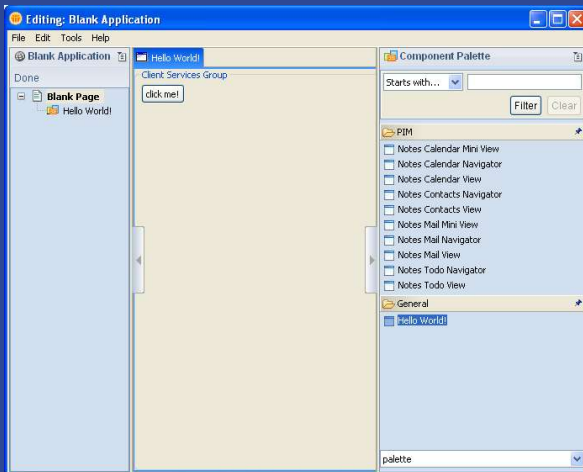 Editing: Blank Application
File Edit Tools Help
Blank Application
Done
Blank Page
Hello World!
Hello World!
Client Services Group
click me!
Component Palette
Starts with...
Filter Clear
PIM
Notes Calendar Mini View
Notes Calendar Navigator
Notes Calendar View
Notes Contacts Navigator
Notes Contacts View
Notes Mail Mini View
Notes Mail Navigator
Notes Mail View
Notes Todo Navigator
Notes Todo View
General
Hello World!
palette